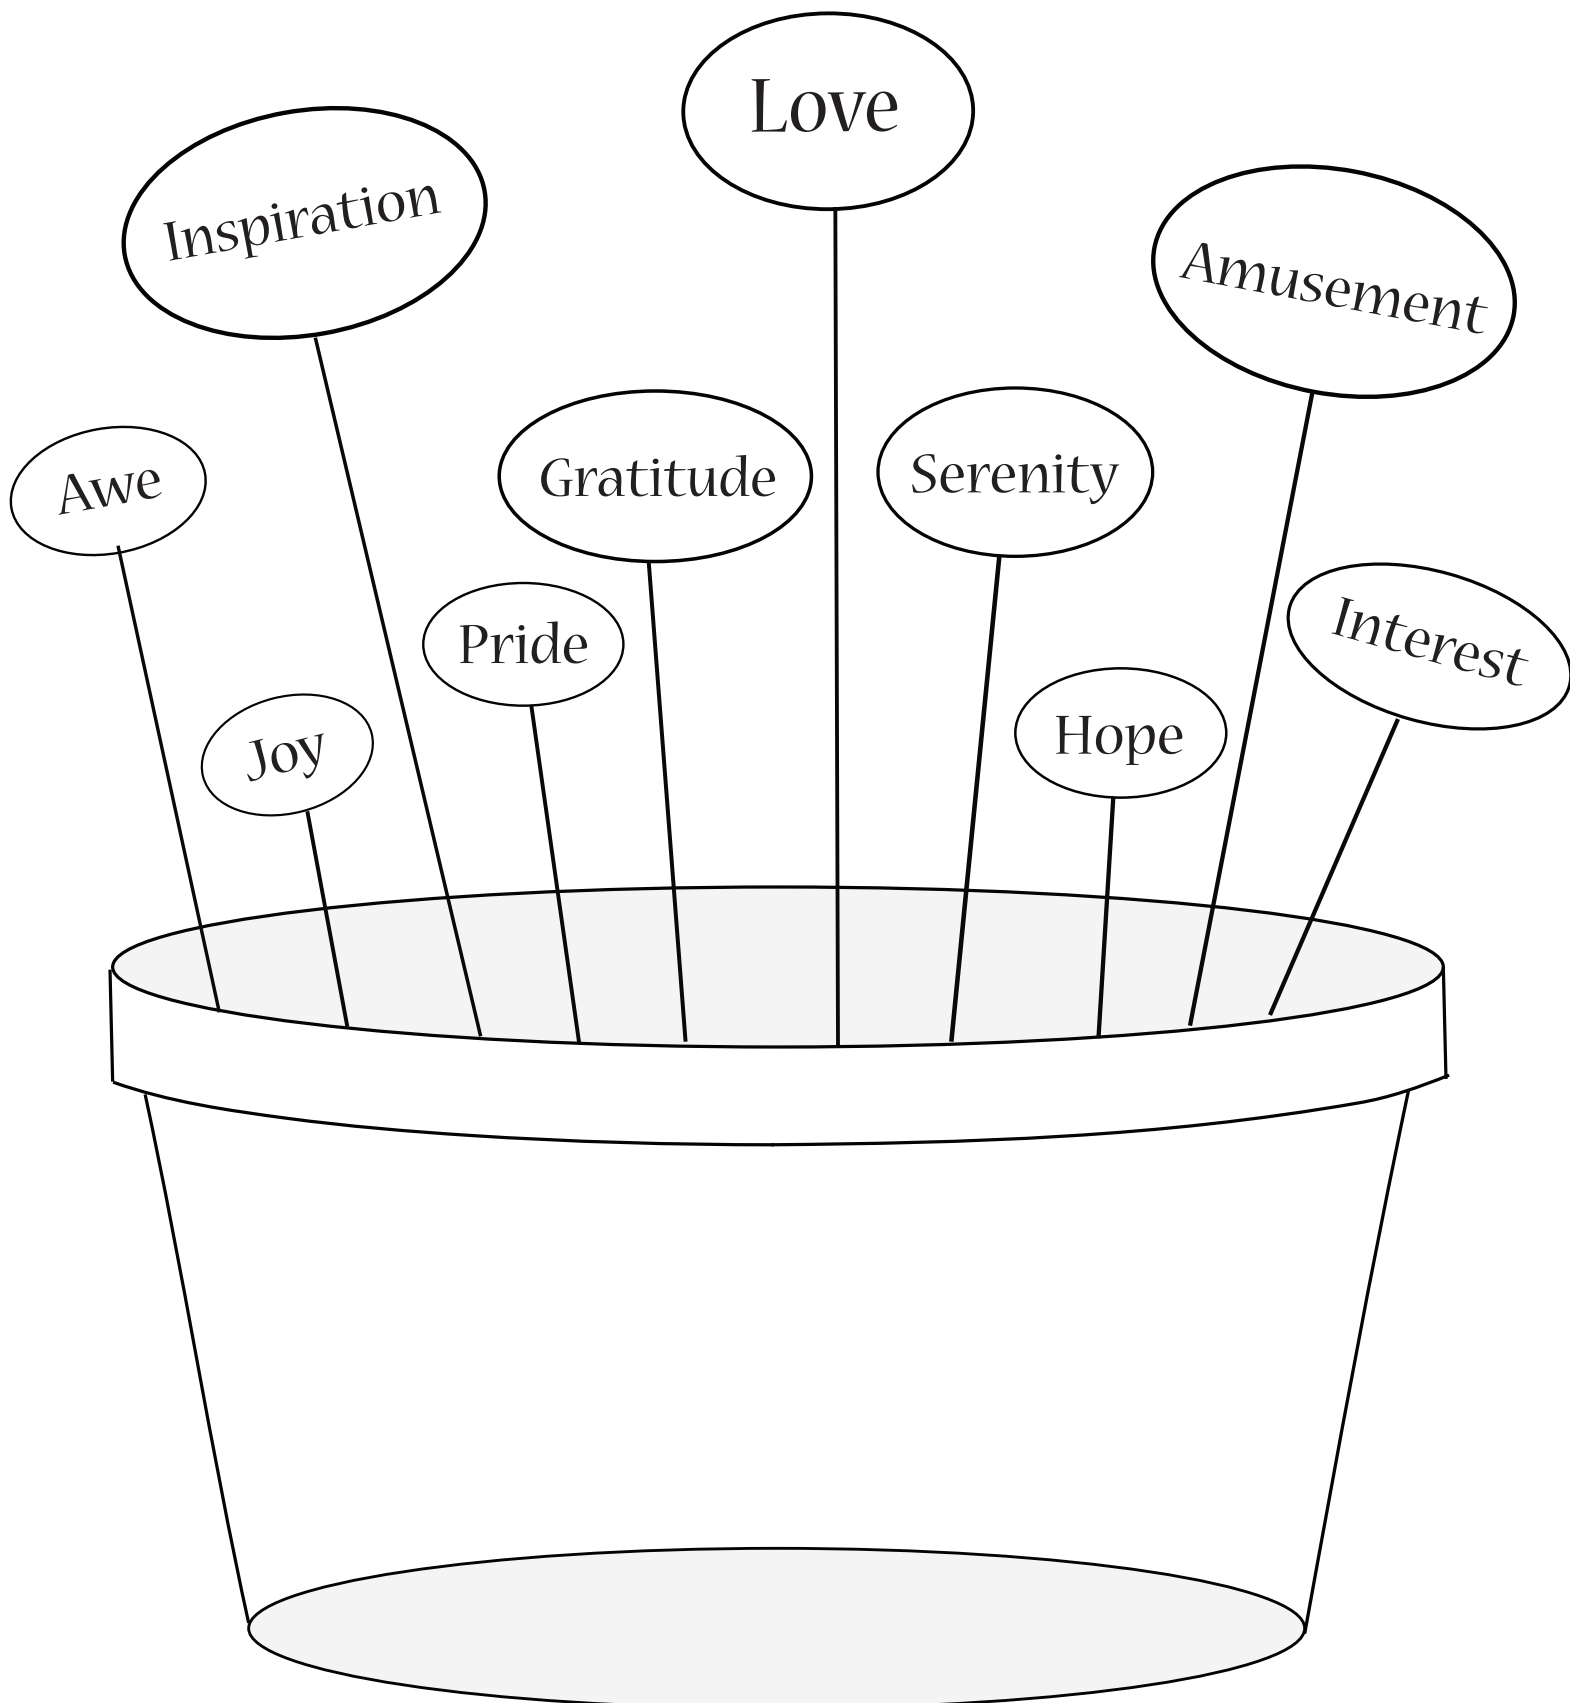 Love
Inspiration
Amusement
Awe
Gratitude
Serenity
Pride
Interest
Joy
Hope